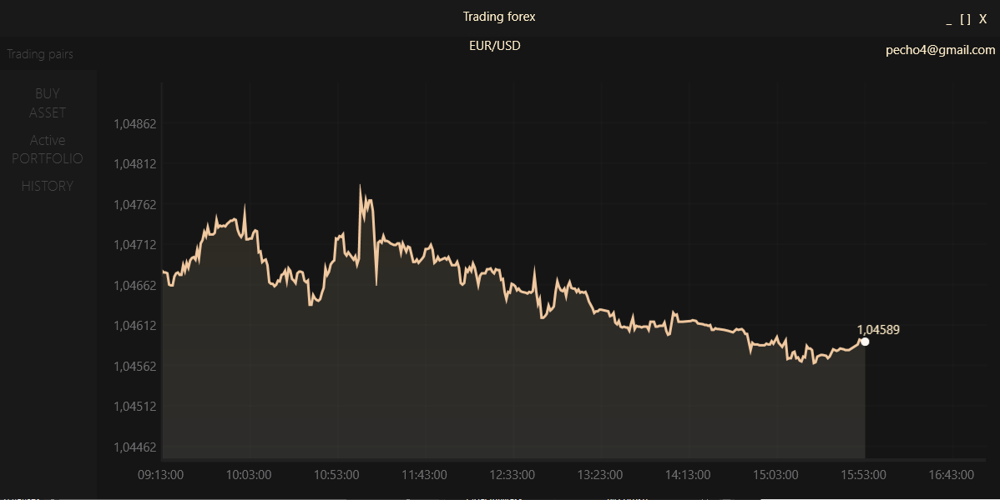 Trading forex
_ [ ] X
EUR/USD
Trading pairs
pecho4@gmail.com
BUY
ASSET
Active
PORTFOLIO
HISTORY
1,04862
1,04812
1,04762
1,04712
1,04662
1,04612
1,04589
1,04562
1,04512
1,04462
09:13:00 10:03:00 10:53:00 11:43:00 12:33:00 13:23:00 14:13:00 15:03:00 15:53:00 16:43:00